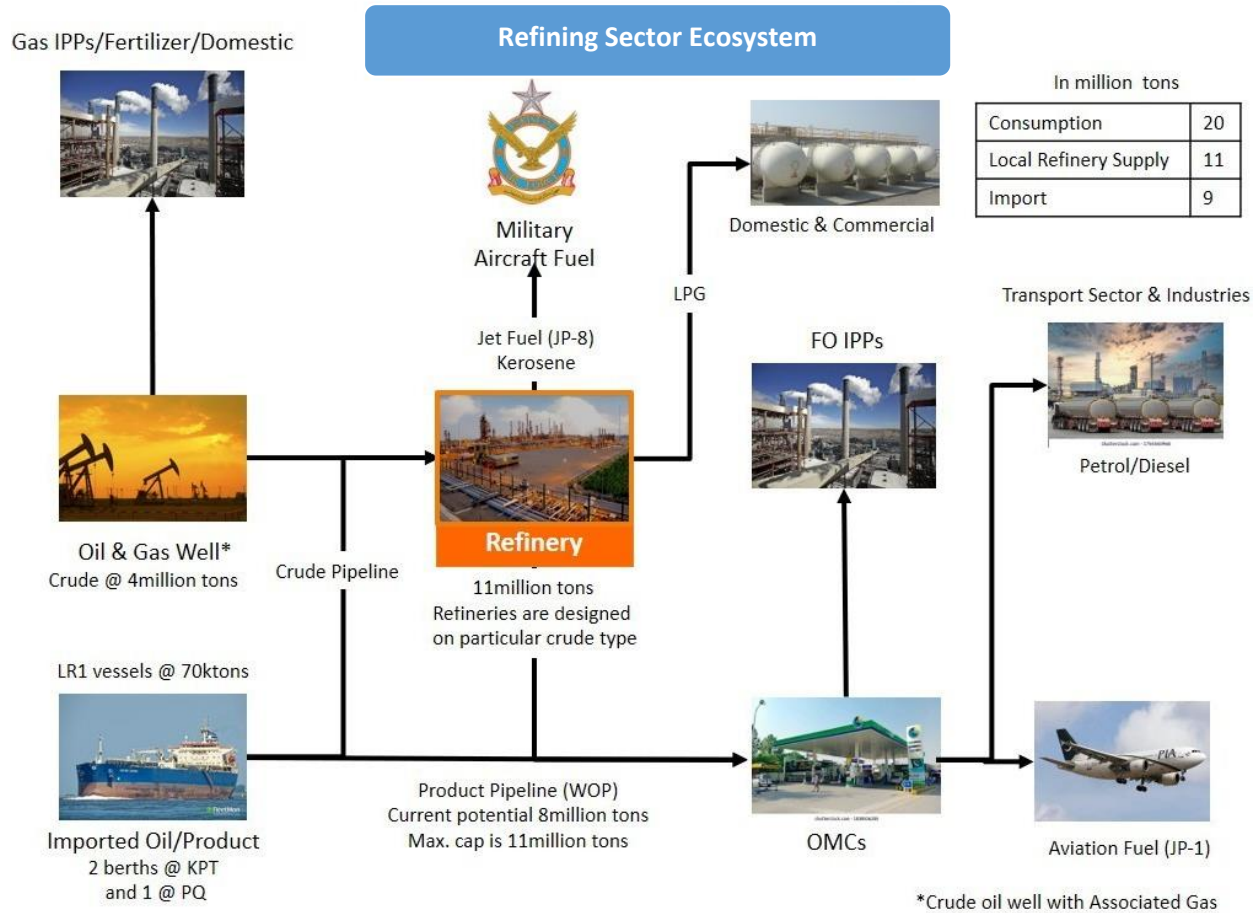 Refining Sector Ecosystem
Gas IPPs/Fertilizer/Domestic
Military
Aircraft Fuel
Domestic & Commercial
In million tons
Consumption 20
Local Refinery Supply 11
Import 9
LPG
Jet Fuel (JP-8)
Kerosene
FO IPPs
Transport Sector & Industries
Petrol/Diesel
Refinery
11million tons
Refineries are designed
on particular crude type
Oil & Gas Well*
Crude @ 4million tons
Crude Pipeline
LR1 vessels @ 70ktons
Imported Oil/Product
2 berths @ KPT
and 1 @ PQ
Product Pipeline (WOP)
Current potential 8million tons
Max. cap is 11million tons
OMCs
PIA
Aviation Fuel (JP-1)
*Crude oil well with Associated Gas